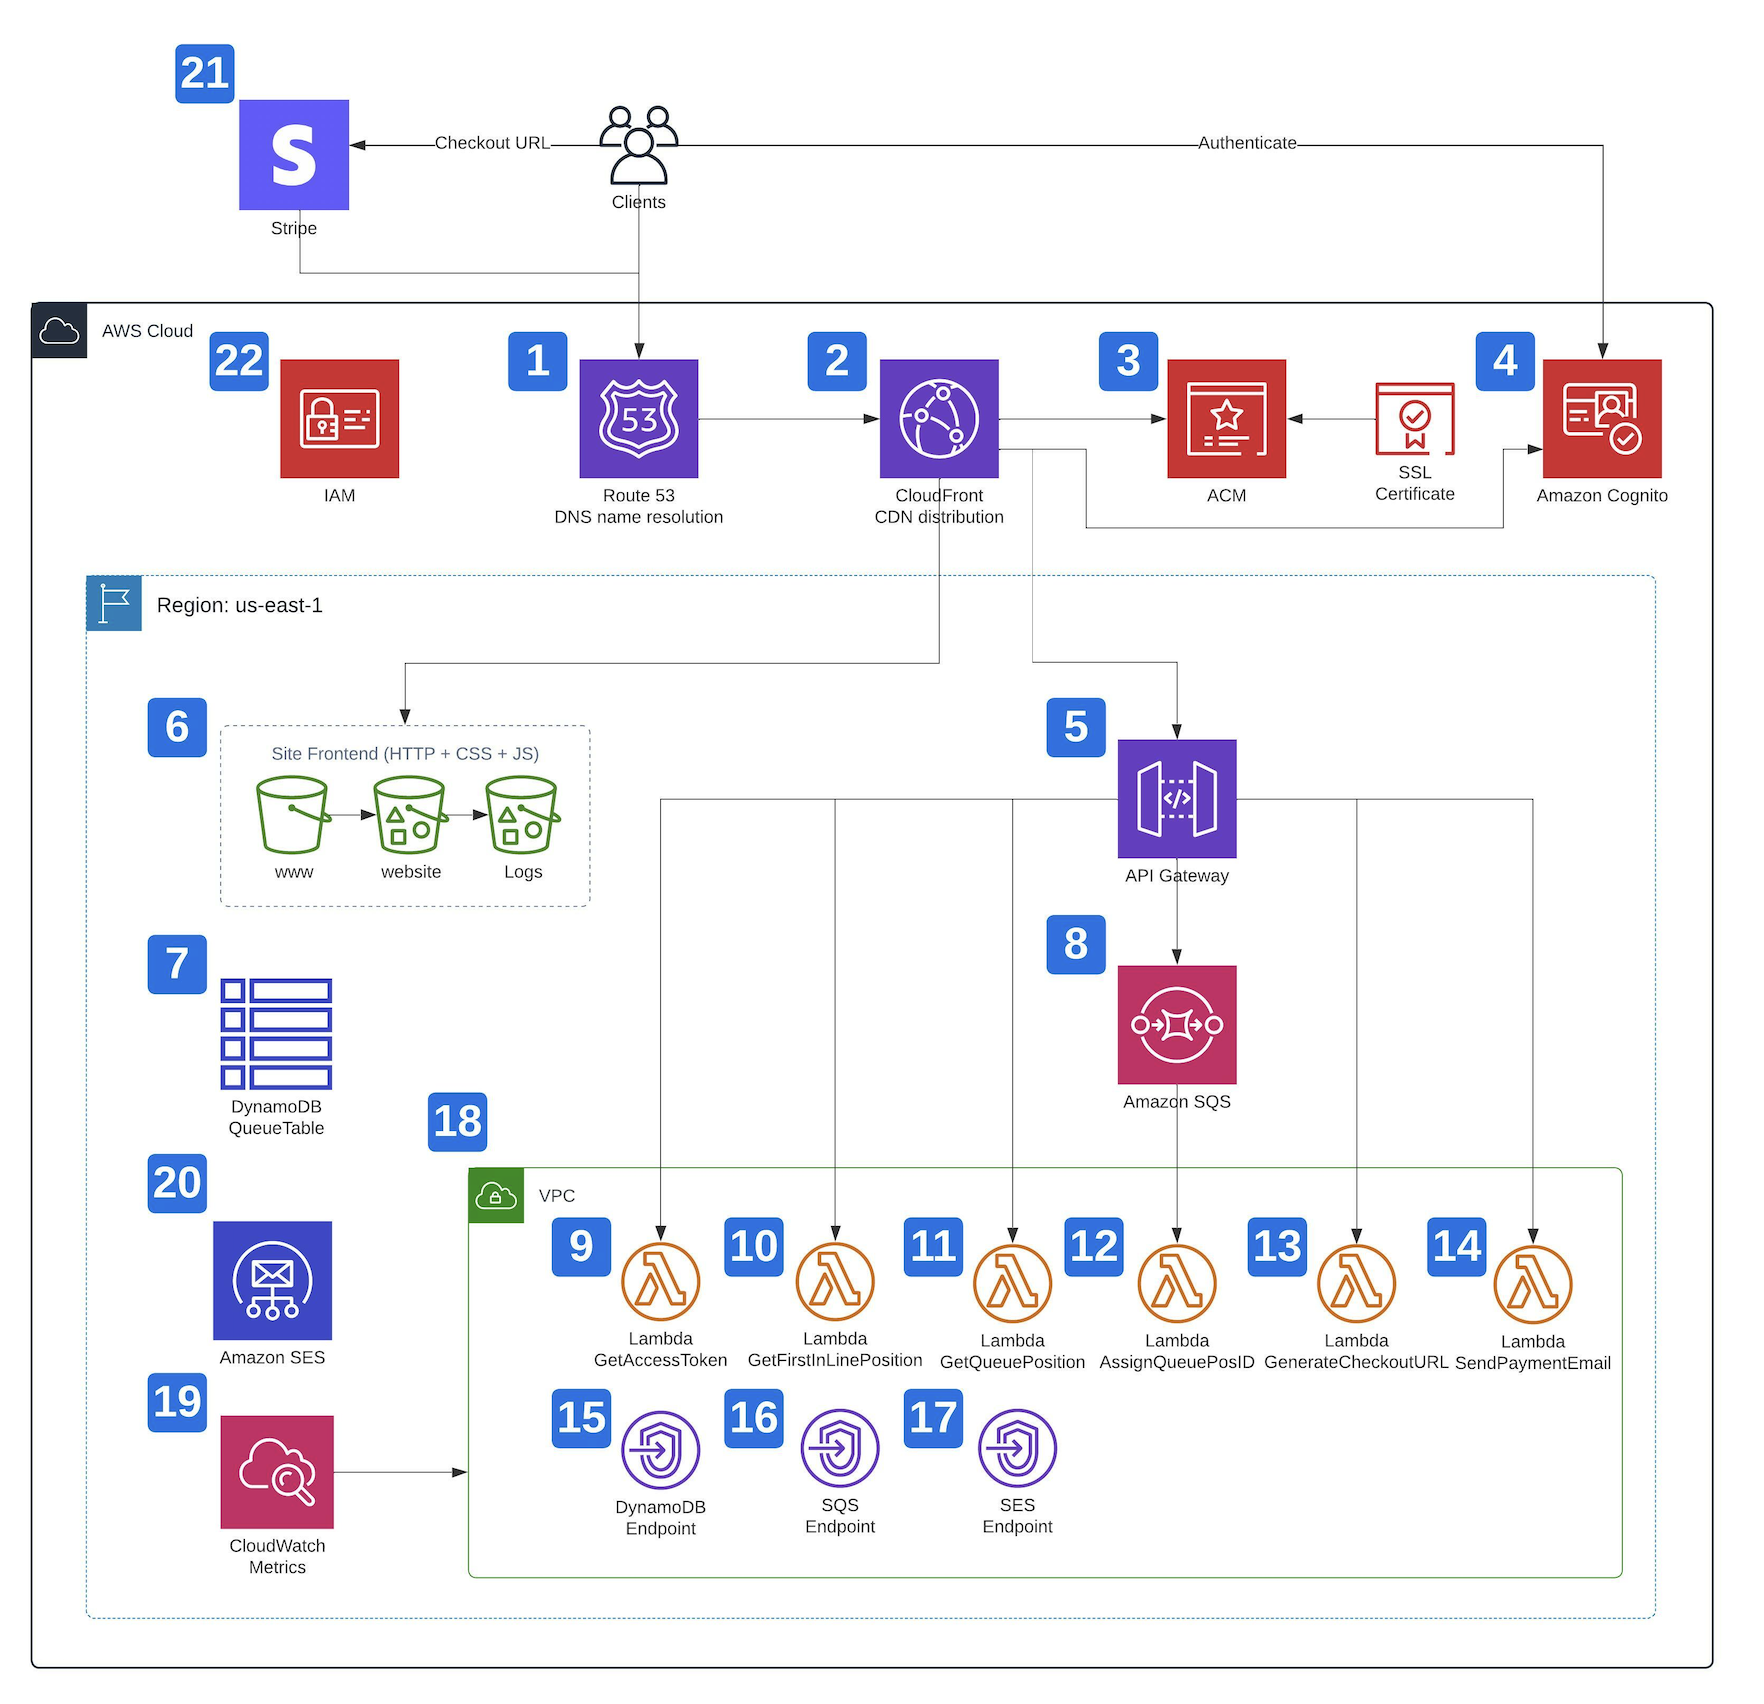 21
S
Stripe
Checkout URL
Clients
Authenticate
AWS Cloud
22
IAM
1
53
Route 53
DNS name resolution
2
CloudFront
CDN distribution
3
ACM
SSL
Certificate
4
Amazon Cognito
Region: us-east-1
6
Site Frontend (HTTP + CSS + JS)
www
website
Logs
5
</>
API Gateway
7
DynamoDB
QueueTable
8
Amazon SQS
20
Amazon SES
19
CloudWatch
Metrics
18
VPC
9
Lambda
GetAccessToken
10
Lambda
GetFirstInLinePosition
11
Lambda
GetQueuePosition
12
Lambda
AssignQueuePosID
13
Lambda
GenerateCheckoutURL
14
Lambda
SendPaymentEmail
15
DynamoDB
Endpoint
16
SQS
Endpoint
17
SES
Endpoint